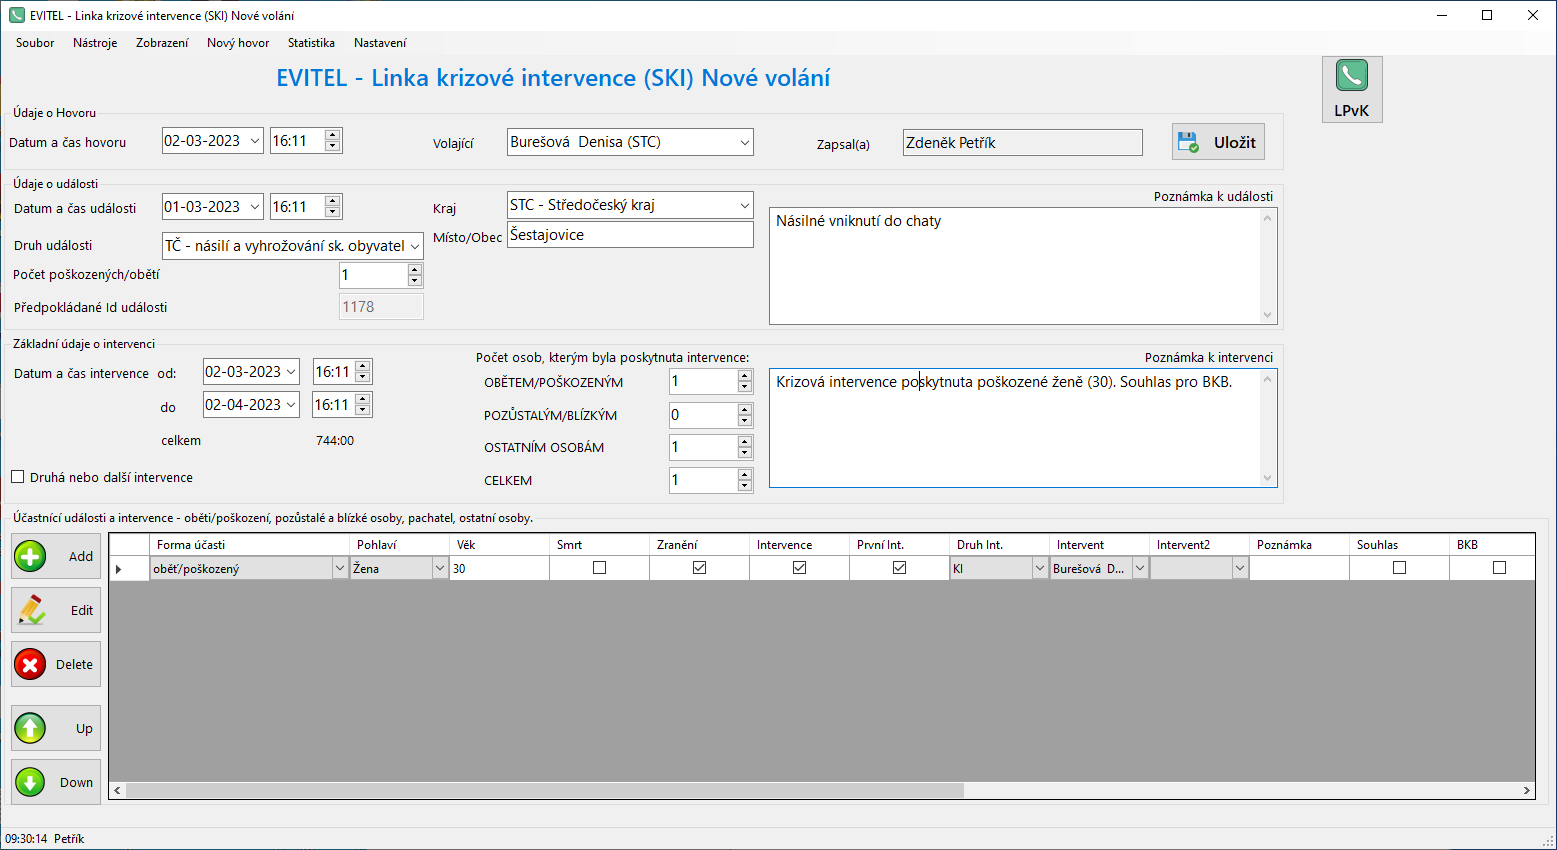 EVITEL - Linka krizové intervence (SKI) Nové volání
Soubor Nástroje Zobrazení Nový hovor Statistika Nastavení
EVITEL - Linka krizové intervence (SKI) Nové volání
LPvK
Údaje o Hovoru
Datum a čas hovoru 02-03-2023 16:11 Volající Burešová Denisa (STC) Zapsal(a) Zdeněk Petřík Uložit
Údaje o události
Poznámka k události
Datum a čas události 01-03-2023 16:11 Kraj STC - Středočeský kraj
Násilné vniknutí do chaty
Místo/Obec Šestajovice
Druh události TČ - násilí a vyhrožování sk. obyvatel
Počet poškozených/obětí 1
Předpokládané Id události 1178
Základní údaje o intervenci
Počet osob, kterým byla poskytnuta intervence: Poznámka k intervenci
Datum a čas intervence od: 02-03-2023 16:11
OBĚTEM/POŠKOZENÝM 1
Krizová intervence poskytnuta poškozené ženě (30). Souhlas pro BKB.
do 02-04-2023 16:11
POZŮSTALÝM/BLÍZKÝM 0
celkem 744:00
OSTATNÍM OSOBÁM 1
Druhá nebo další intervence
CELKEM 1
Účastnící události a intervence - oběti/poškození, pozůstalé a blízké osoby, pachatel, ostatní osoby.
Forma účasti Pohlaví Věk Smrt Zranění Intervence První Int. Druh Int. Intervent Intervent2 Poznámka Souhlas BKB
oběť/poškozený Žena 30 KI Burešová D...
Add
Edit
Delete
Up
Down
09:30:14 Petřík